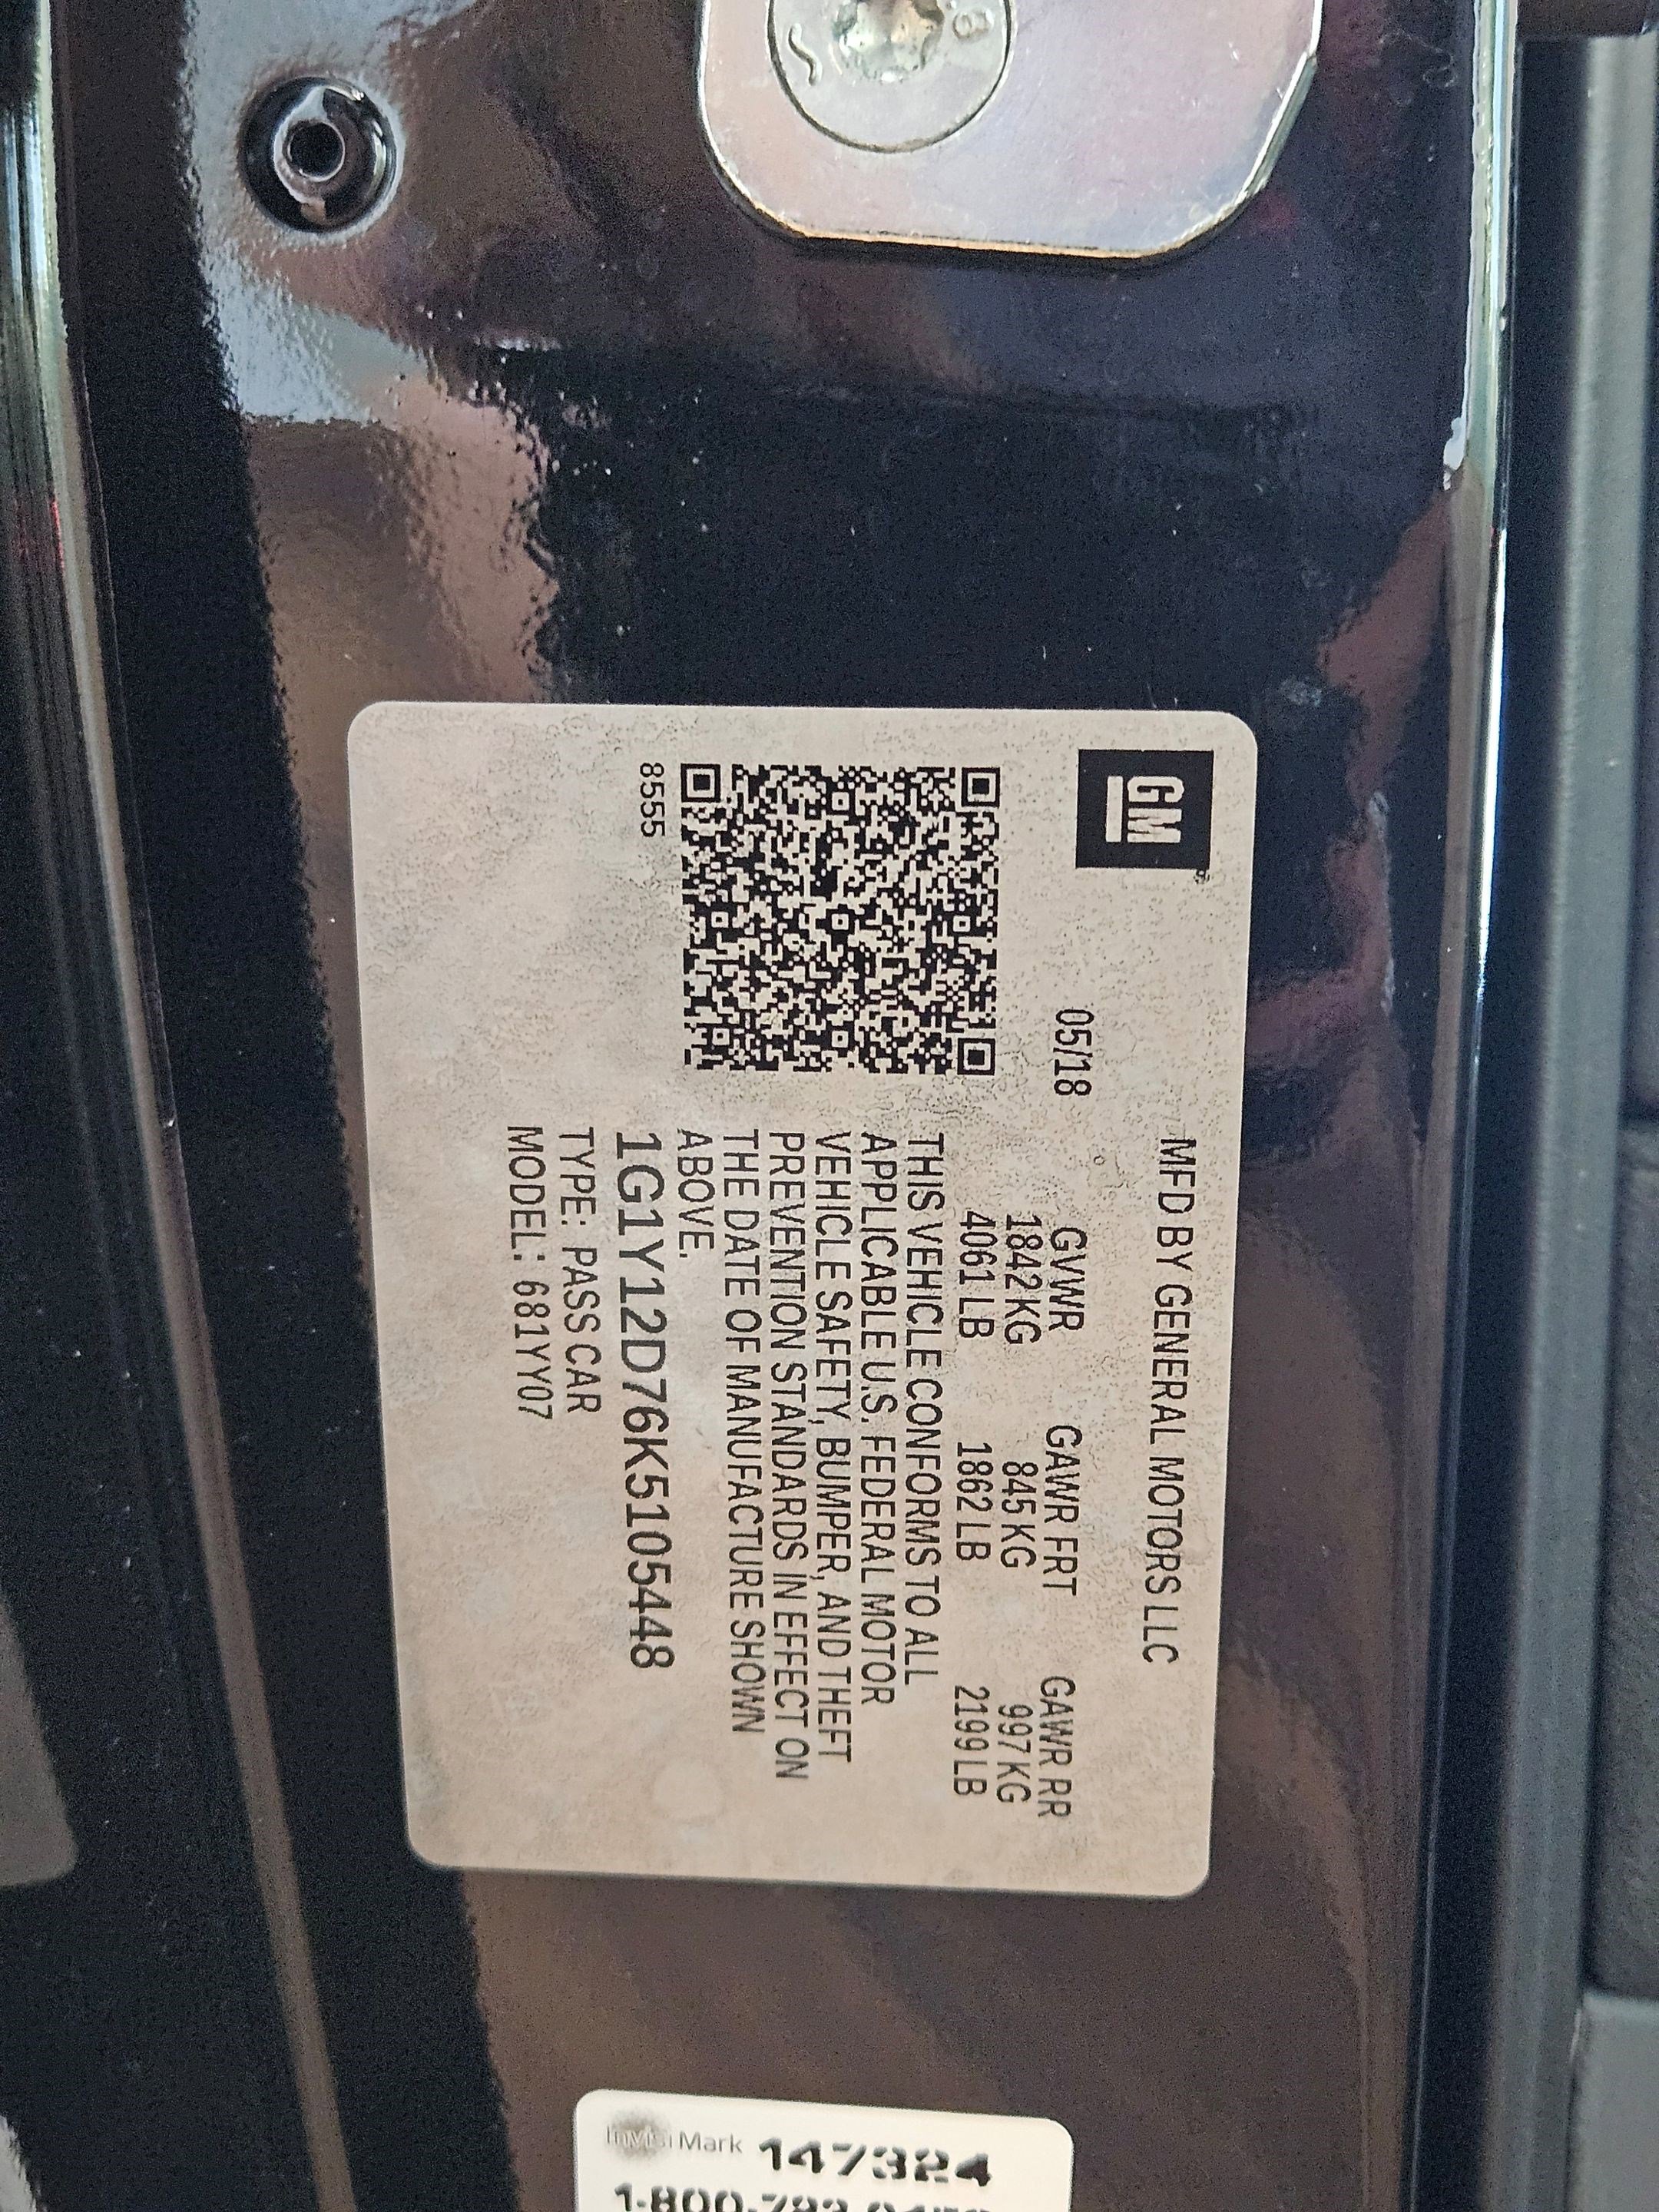 GM
MFD BY GENERAL MOTORS LLC
05/18 GVWR GAWR FRT GAWR RR
1842 KG 845 KG 997 KG
4061 LB 1862 LB 2199 LB
THIS VEHICLE CONFORMS TO ALL
APPLICABLE U.S. FEDERAL MOTOR
VEHICLE SAFETY, BUMPER, AND THEFT
PREVENTION STANDARDS IN EFFECT ON
THE DATE OF MANUFACTURE SHOWN
ABOVE.
8555
1G1Y12D76K5105448
TYPE: PASS CAR
MODEL: 681YY07
InvisiMark 147324